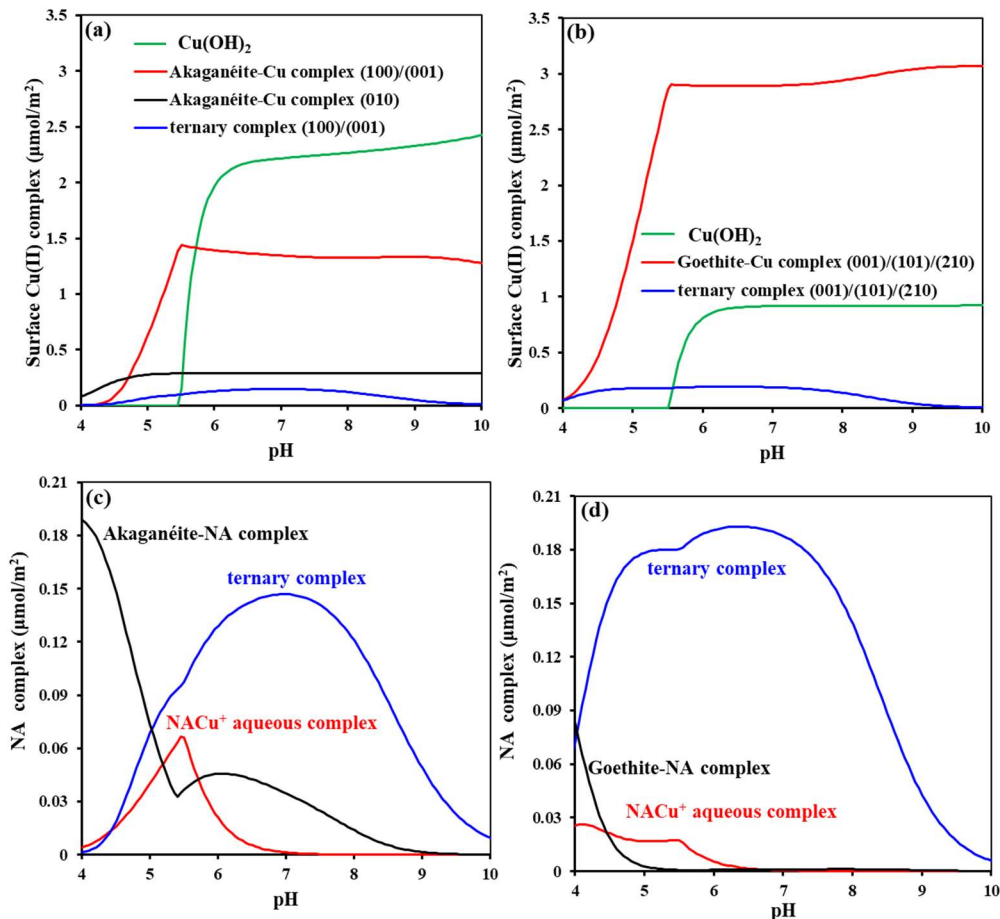 (a)
Cu(OH)₂
Akaganéite-Cu complex (100)/(001)
Akaganéite-Cu complex (010)
ternary complex (100)/(001)
Surface Cu(II) complex (μmol/m²)
3.5
3
2.5
2
1.5
1
0.5
0
4 5 6 7 8 9 10
pH
(b)
Cu(OH)₂
Goethite-Cu complex (001)/(101)/(210)
ternary complex (001)/(101)/(210)
Surface Cu(II) complex (μmol/m²)
3.5
3
2.5
2
1.5
1
0.5
0
4 5 6 7 8 9 10
pH
(c)
Akaganéite-NA complex
ternary complex
NACu⁺ aqueous complex
NA complex (μmol/m²)
0.21
0.18
0.15
0.12
0.09
0.06
0.03
0
4 5 6 7 8 9 10
pH
(d)
ternary complex
Goethite-NA complex
NACu⁺ aqueous complex
NA complex (μmol/m²)
0.21
0.18
0.15
0.12
0.09
0.06
0.03
0
4 5 6 7 8 9 10
pH